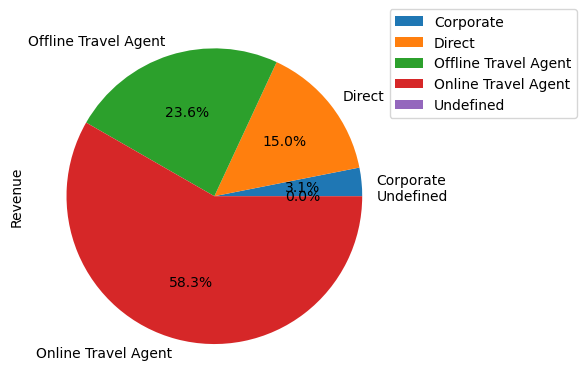 Corporate
Direct
Offline Travel Agent
Online Travel Agent
Undefined
Offline Travel Agent
Direct
23.6%
15.0%
Corporate
3.1%
Undefined
0.0%
Revenue
58.3%
Online Travel Agent